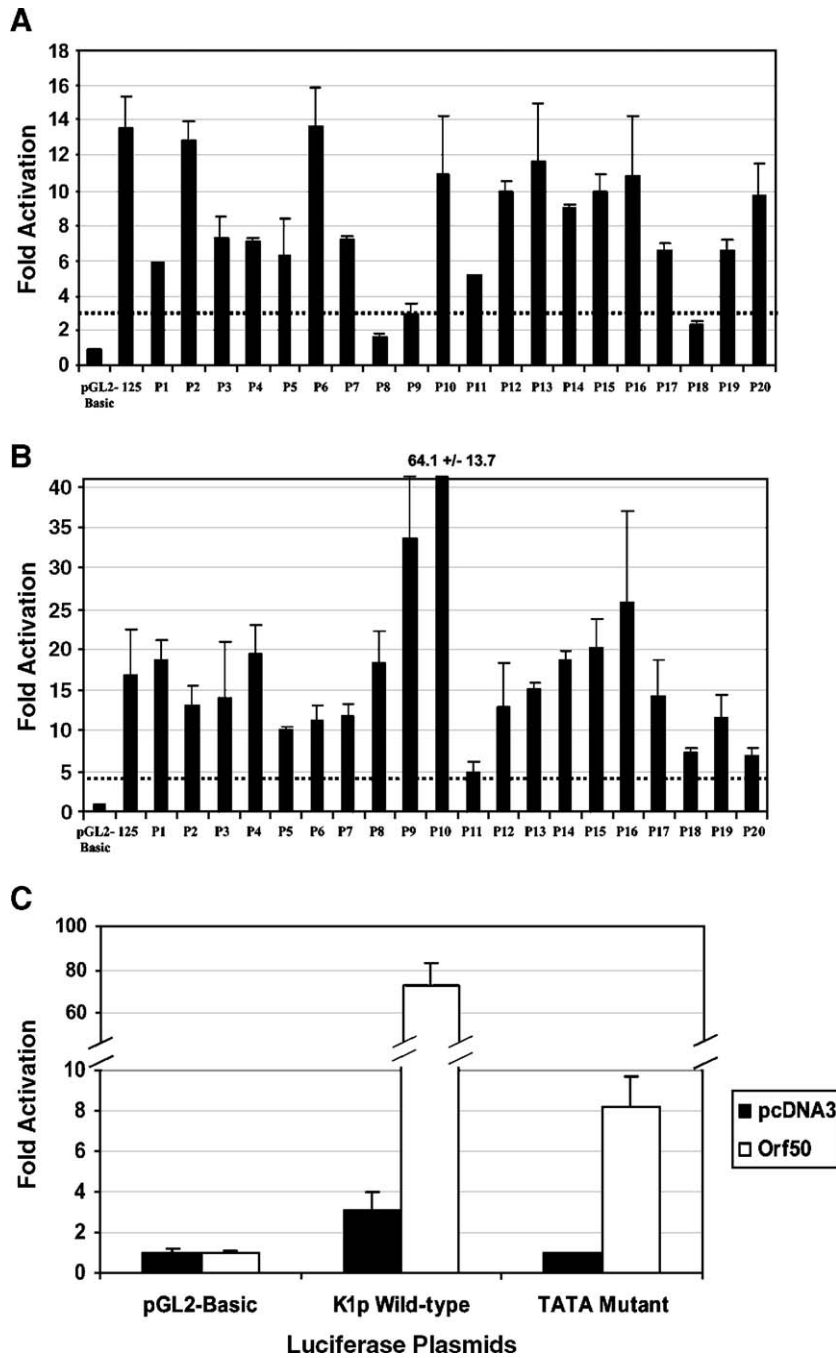 A
18
16
14
12
10
8
6
4
2
0
Fold Activation
pGL2- 125 P1 P2 P3 P4 P5 P6 P7 P8 P9 P10 P11 P12 P13 P14 P15 P16 P17 P18 P19 P20
Basic
B
64.1 +/- 13.7
40
35
30
25
20
15
10
5
0
Fold Activation
pGL2- 125 P1 P2 P3 P4 P5 P6 P7 P8 P9 P10 P11 P12 P13 P14 P15 P16 P17 P18 P19 P20
Basic
C
100
80
60
10
8
6
4
2
0
Fold Activation
pcDNA3
Orf50
pGL2-Basic K1p Wild-type TATA Mutant
Luciferase Plasmids